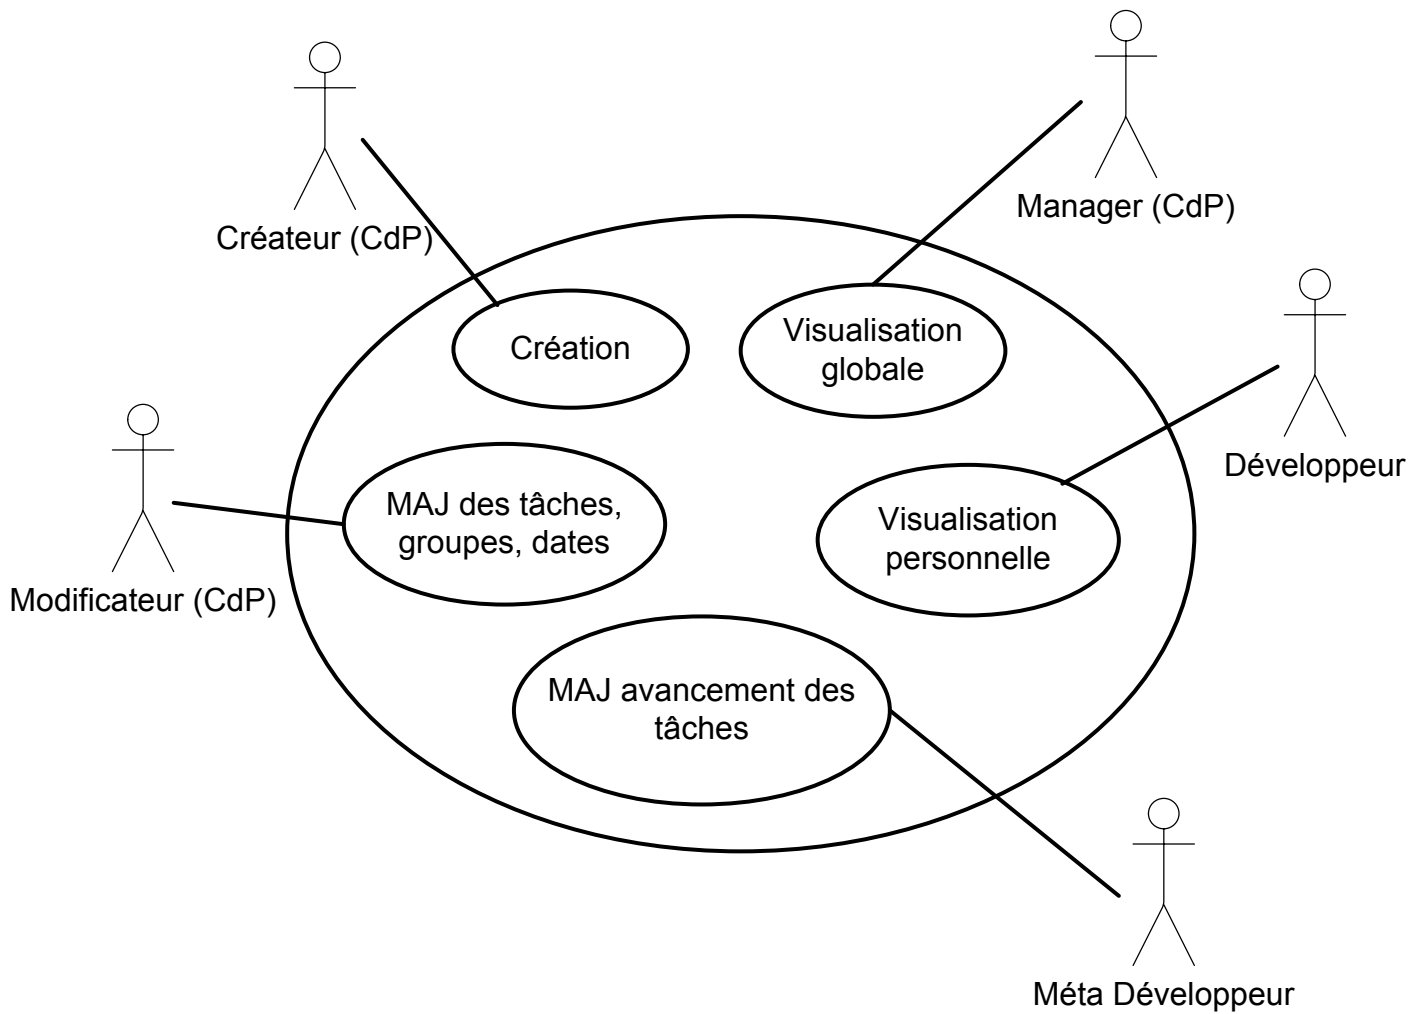 Manager (CdP)
Créateur (CdP)
Création
Visualisation
globale
Développeur
MAJ des tâches,
groupes, dates
Visualisation
personnelle
Modificateur (CdP)
MAJ avancement des
tâches
Méta Développeur